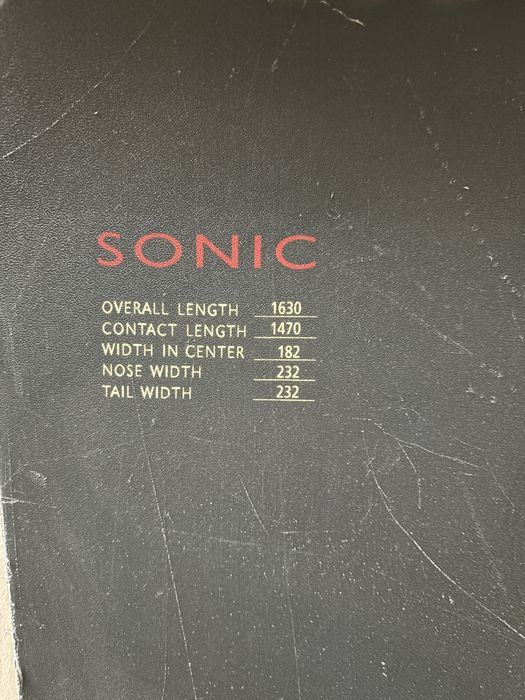 SONIC
OVERALL LENGTH 1630
CONTACT LENGTH 1470
WIDTH IN CENTER 182
NOSE WIDTH 232
TAIL WIDTH 232